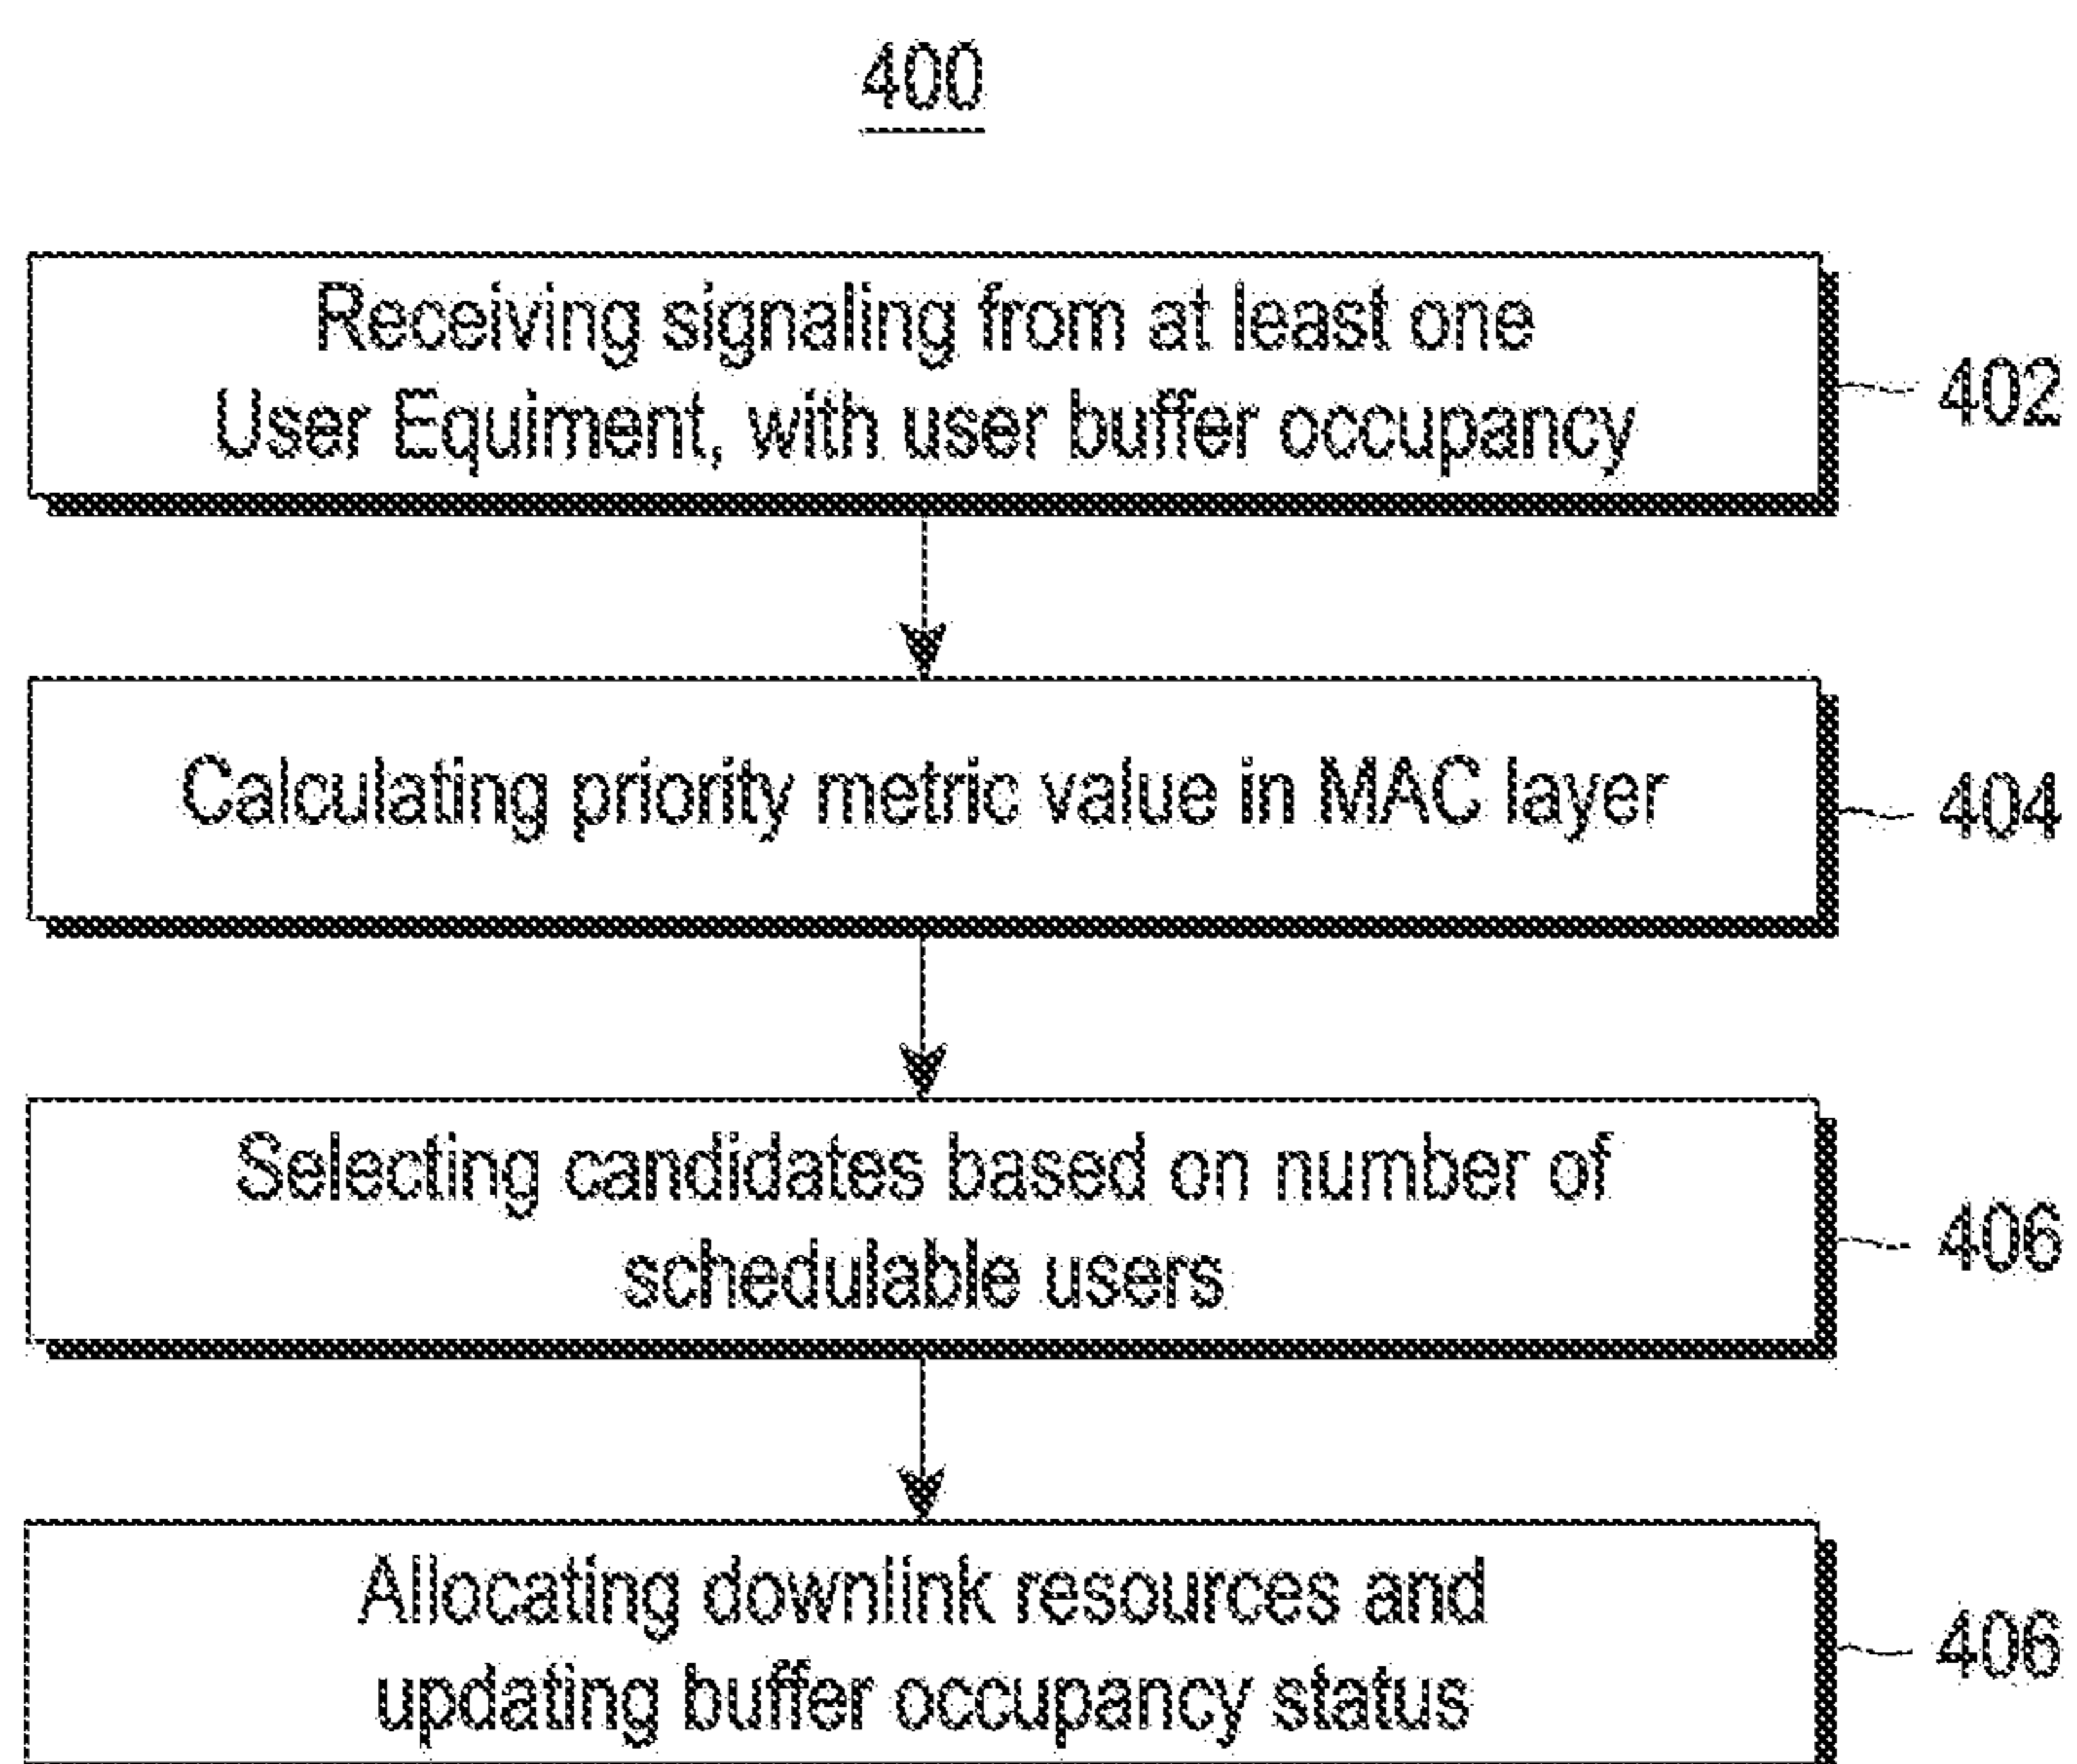 400
Receiving signaling from at least one
User Equiment, with user buffer occupancy
402
Calculating priority metric value in MAC layer
404
Selecting candidates based on number of
schedulable users
406
Allocating downlink resources and
updating buffer occupancy status
406